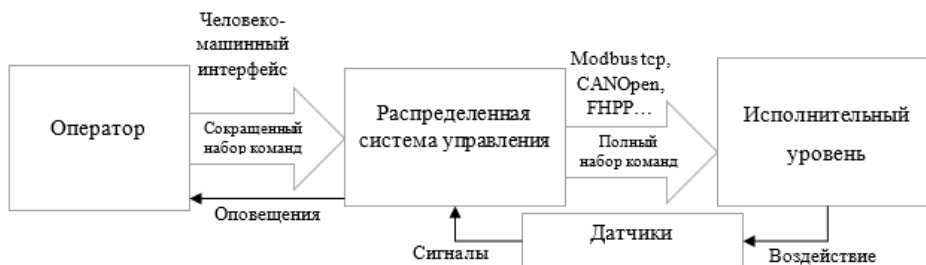 Человеко-
машинный
интерфейс
Оператор
Сокращенный
набор команд
Оповещения
Распределенная
система управления
Modbus tcp,
CANOpen,
FHPP…
Полный
набор команд
Исполнительный
уровень
Сигналы
Датчики
Воздействие